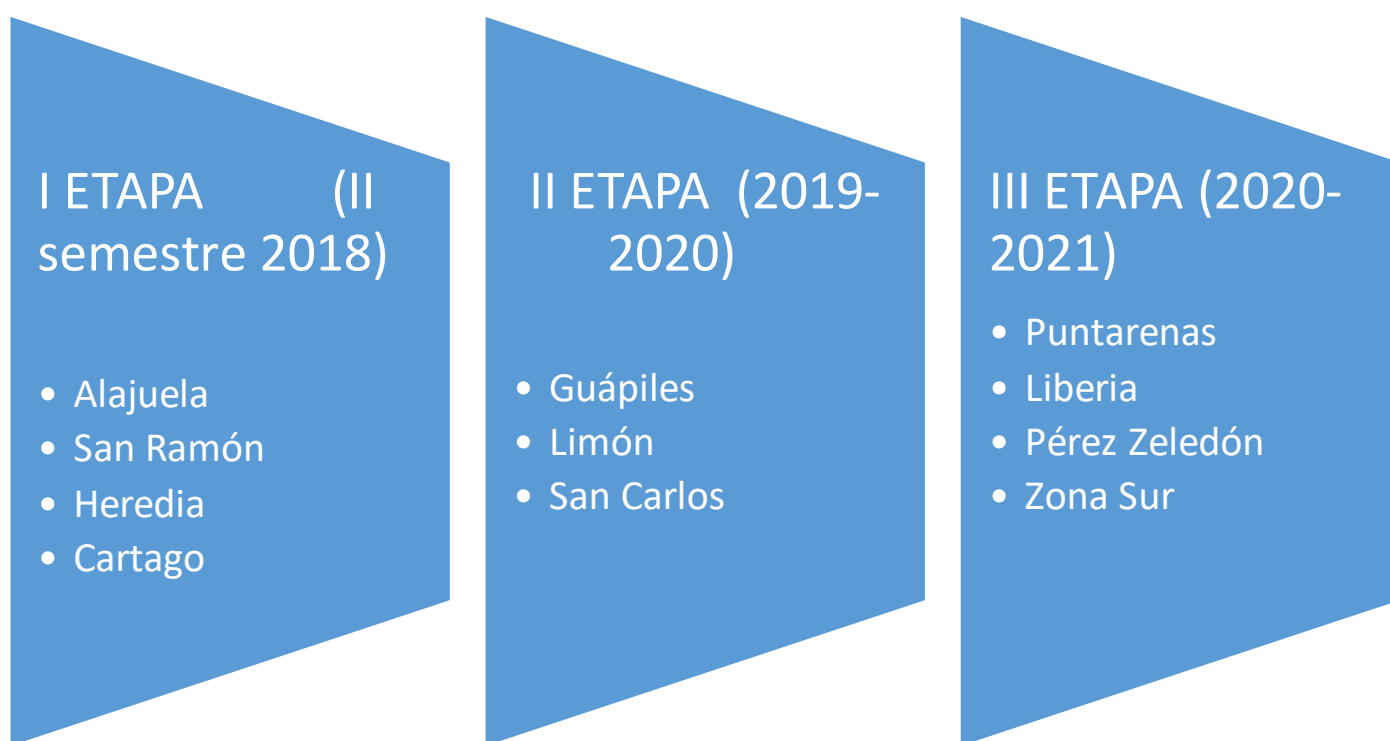 I ETAPA (II
semestre 2018)
• Alajuela
• San Ramón
• Heredia
• Cartago
II ETAPA (2019-
2020)
• Guápiles
• Limón
• San Carlos
III ETAPA (2020-
2021)
• Puntarenas
• Liberia
• Pérez Zeledón
• Zona Sur